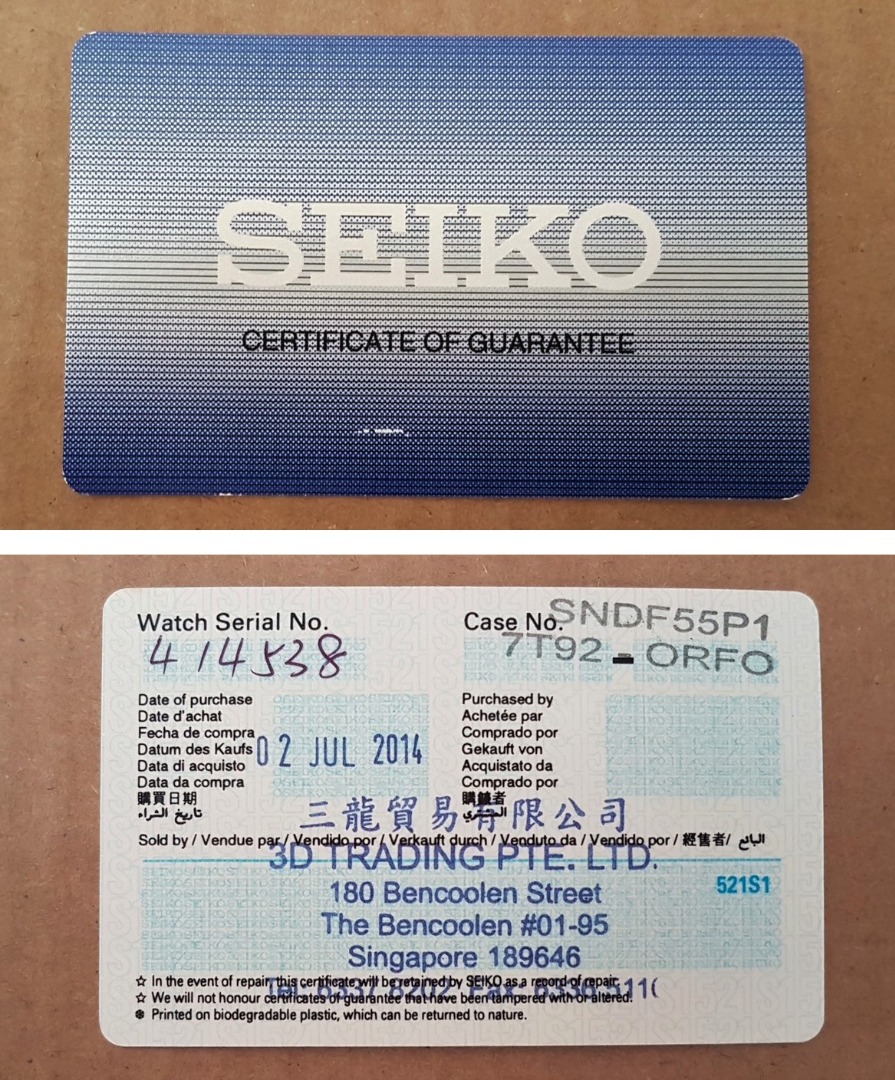 SEIKO
CERTIFICATE OF GUARANTEE
Watch Serial No.
414538
Case No. SNDF55P1
7T92 - ORFO
Date of purchase
Date d'achat
Fecha de compra
Datum des Kaufs
Data di acquisto
Data da compra
購買日期
تاريخ الشراء
02 JUL 2014
Purchased by
Achetée par
Comprado por
Gekauft von
Acquistato da
Comprado por
購買者
المشتري
三龍貿易有限公司
Sold by / Vendue par / Vendido por / Verkauft durch / Venduto da / Vendido por / 經售者/ البائع
3D TRADING PTE. LTD.
521S1
180 Bencoolen Street
The Bencoolen #01-95
Singapore 189646
☆ In the event of repair, this certificate will be retained by SEIKO as a record of repair.
Tel: 6337 8202 Fax:
☆ We will not honour certificates of guarantee that have been tampered with or altered.
❁ Printed on biodegradable plastic, which can be returned to nature.